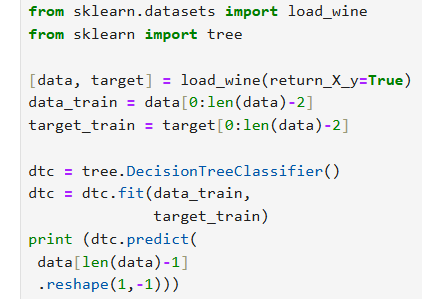 from sklearn.datasets import load_wine
from sklearn import tree
[data, target] = load_wine(return_X_y=True)
data_train = data[0:len(data)-2]
target_train = target[0:len(data)-2]
dtc = tree.DecisionTreeClassifier()
dtc = dtc.fit(data_train,
target_train)
print (dtc.predict(
data[len(data)-1]
.reshape(1,-1)))